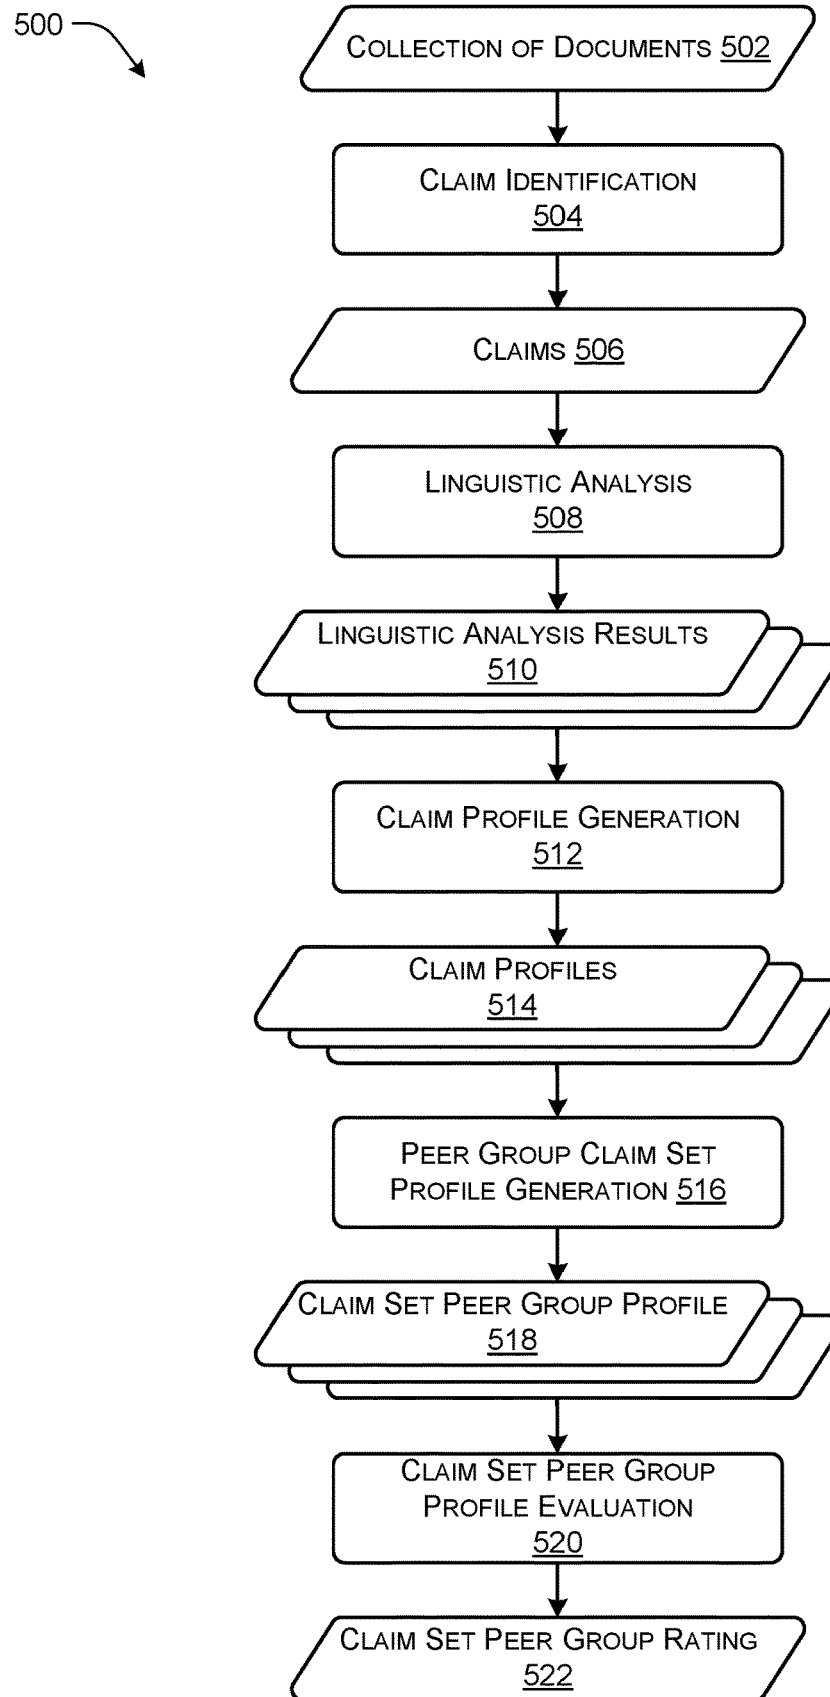 500
COLLECTION OF DOCUMENTS 502
CLAIM IDENTIFICATION
504
CLAIMS 506
LINGUISTIC ANALYSIS
508
LINGUISTIC ANALYSIS RESULTS
510
CLAIM PROFILE GENERATION
512
CLAIM PROFILES
514
PEER GROUP CLAIM SET
PROFILE GENERATION 516
CLAIM SET PEER GROUP PROFILE
518
CLAIM SET PEER GROUP
PROFILE EVALUATION
520
CLAIM SET PEER GROUP RATING
522